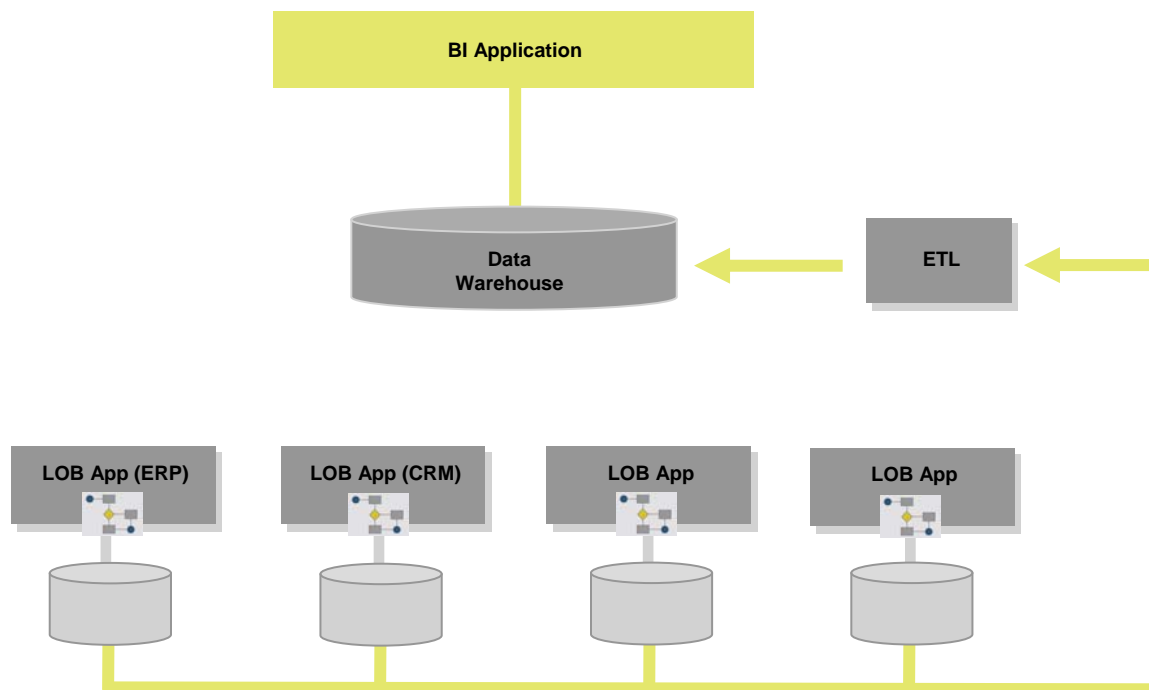 BI Application
Data
Warehouse
ETL
LOB App (ERP)
LOB App (CRM)
LOB App
LOB App